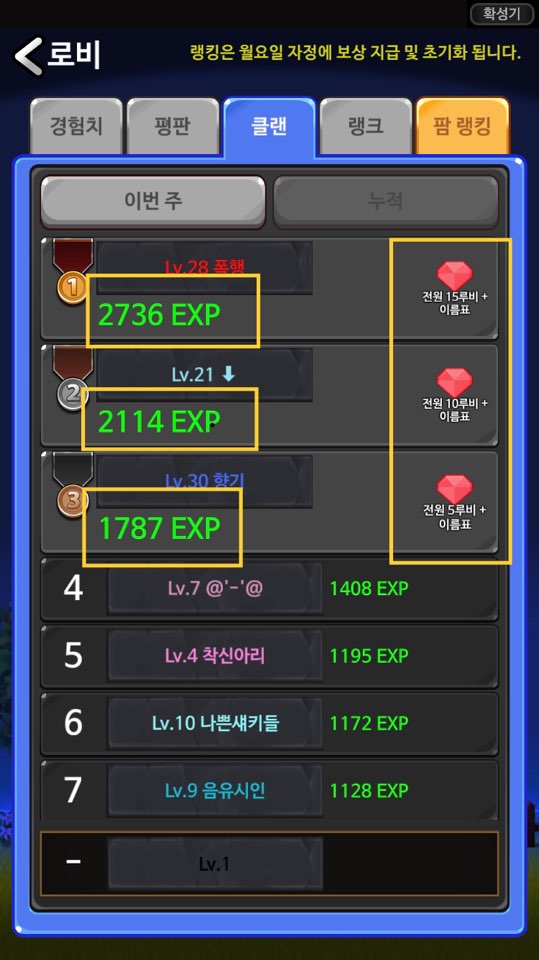 확성기
로비
랭킹은 월요일 자정에 보상 지급 및 초기화 됩니다.
경험치
평판
클랜
랭크
팜 랭킹
이번 주
누적
1
Lv.28 폭행
2736 EXP
전원 15루비 +
이름표
2
Lv.21 ⬇
2114 EXP
전원 10루비 +
이름표
3
Lv.30 향기
1787 EXP
전원 5루비 +
이름표
4
Lv.7 @'-'@
1408 EXP
5
Lv.4 착신아리
1195 EXP
6
Lv.10 나쁜섀키들
1172 EXP
7
Lv.9 음유시인
1128 EXP
–
Lv.1